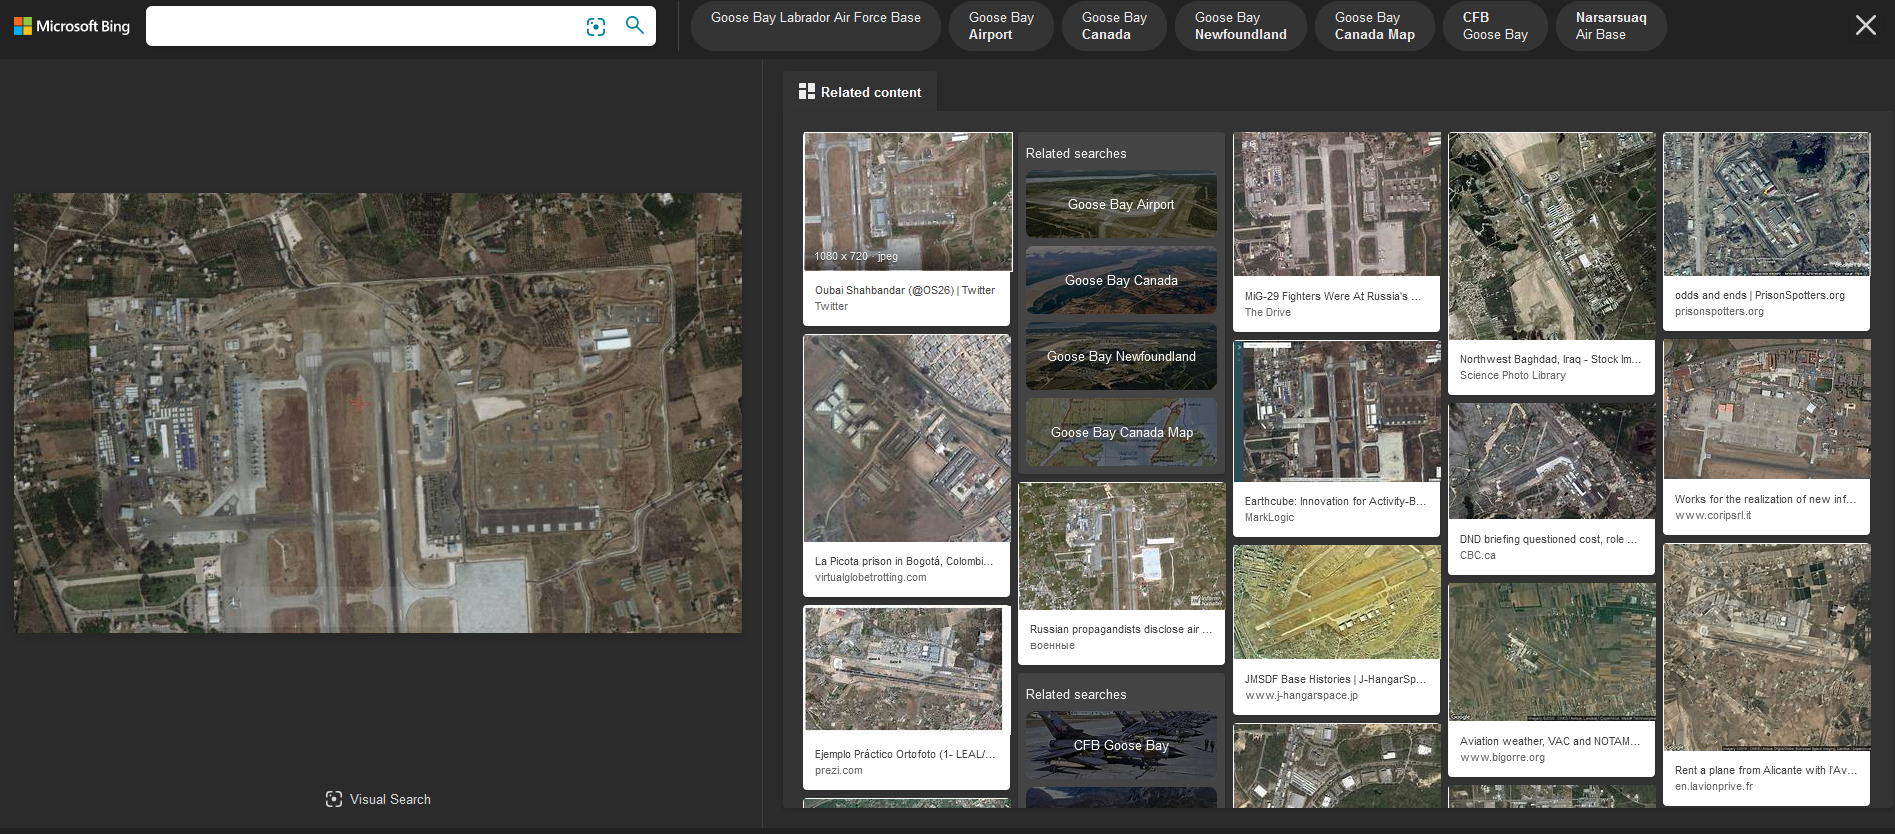 Microsoft Bing
Goose Bay Labrador Air Force Base
Goose Bay
Airport
Goose Bay
Canada
Goose Bay
Newfoundland
Goose Bay
Canada Map
CFB
Goose Bay
Narsarsuaq
Air Base
Related content
1080 x 720 · jpeg
Oubai Shahbandar (@OS26) | Twitter
Twitter
La Picota prison in Bogotá, Colombi...
virtualglobetrotting.com
Ejemplo Práctico Ortofoto (1- LEAL/...
prezi.com
Related searches
Goose Bay Airport
Goose Bay Canada
Goose Bay Newfoundland
Goose Bay Canada Map
Russian propagandists disclose air ...
военные
Related searches
CFB Goose Bay
MiG-29 Fighters Were At Russia's ...
The Drive
Earthcube: Innovation for Activity-B...
MarkLogic
JMSDF Base Histories | J-HangarSp...
www.j-hangarspace.jp
Northwest Baghdad, Iraq - Stock Im...
Science Photo Library
DND briefing questioned cost, role ...
CBC.ca
Google
Aviation weather, VAC and NOTAM...
www.bigorre.org
odds and ends | PrisonSpotters.org
prisonspotters.org
Works for the realization of new inf...
www.coripsrl.it
Rent a plane from Alicante with l'Av...
en.lavionprive.fr
Visual Search